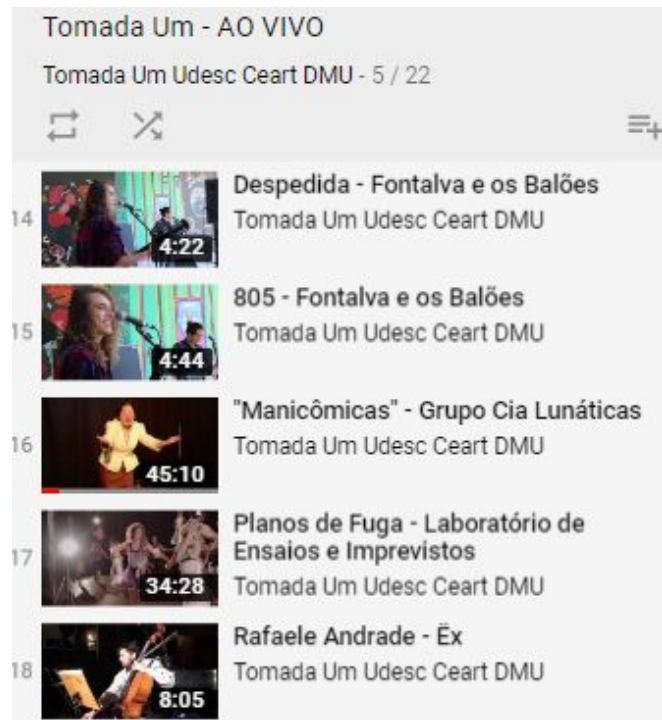 Tomada Um - AO VIVO
Tomada Um Udesc Ceart DMU - 5 / 22
14
4:22
Despedida - Fontalva e os Balões
Tomada Um Udesc Ceart DMU
15
4:44
805 - Fontalva e os Balões
Tomada Um Udesc Ceart DMU
16
45:10
"Manicômicas" - Grupo Cia Lunáticas
Tomada Um Udesc Ceart DMU
17
34:28
Planos de Fuga - Laboratório de
Ensaios e Imprevistos
Tomada Um Udesc Ceart DMU
18
8:05
Rafaele Andrade - Ëx
Tomada Um Udesc Ceart DMU